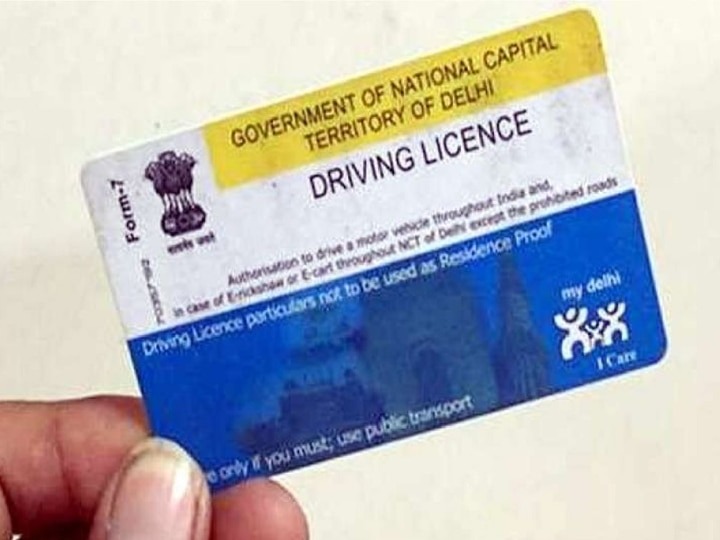 GOVERNMENT OF NATIONAL CAPITAL
TERRITORY OF DELHI
DRIVING LICENCE
Form-7
सत्यमेव जयते
Authorisation to drive a motor vehicle throughout India and,
in case of E-rickshaw or E-cart throughout NCT of Delhi except the prohibited roads
Driving Licence particulars not to be used as Residence Proof
my delhi
I Care
only if you must; use public transport